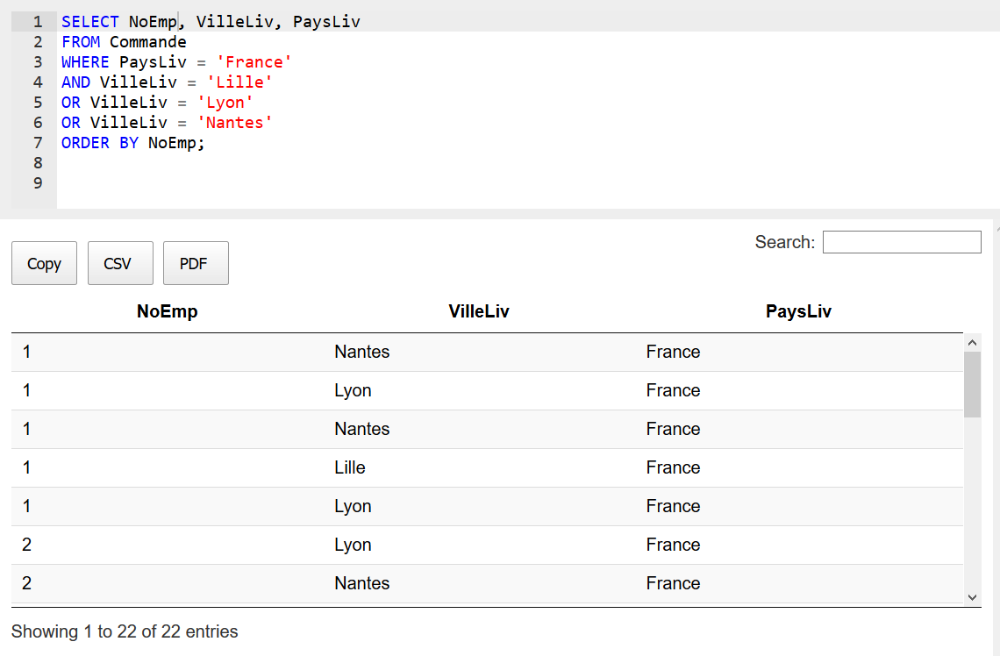 1 SELECT NoEmp, VilleLiv, PaysLiv
2 FROM Commande
3 WHERE PaysLiv = 'France'
4 AND VilleLiv = 'Lille'
5 OR VilleLiv = 'Lyon'
6 OR VilleLiv = 'Nantes'
7 ORDER BY NoEmp;
8
9
Copy CSV PDF Search:
NoEmp VilleLiv PaysLiv
1 Nantes France
1 Lyon France
1 Nantes France
1 Lille France
1 Lyon France
2 Lyon France
2 Nantes France
Showing 1 to 22 of 22 entries